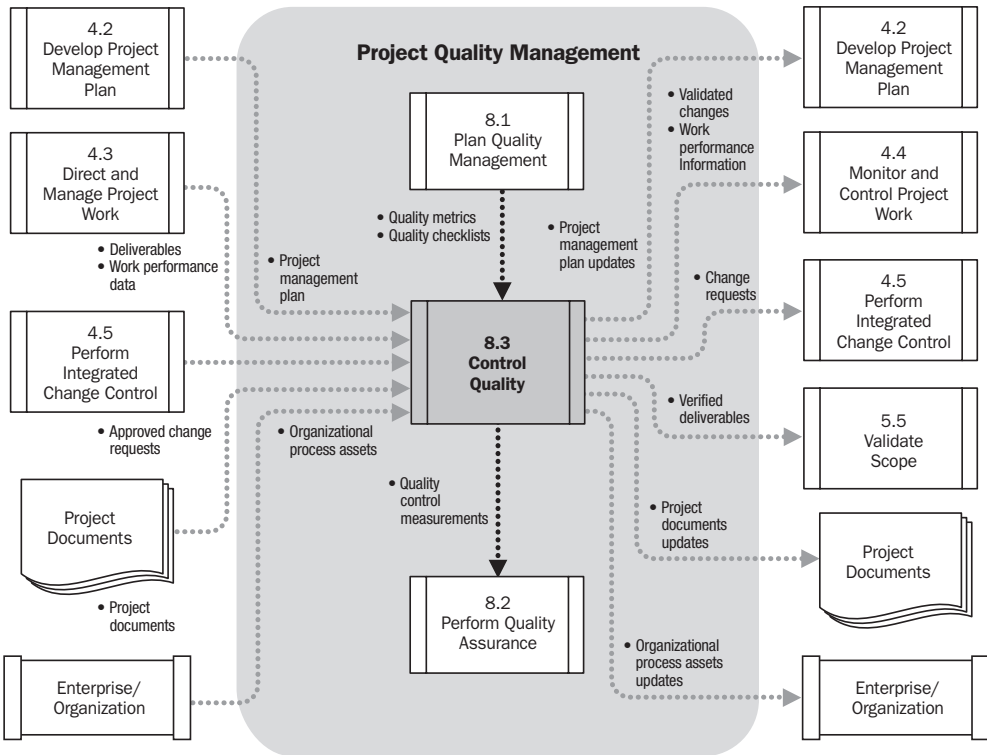 Project Quality Management
4.2
Develop Project
Management
Plan
4.3
Direct and
Manage Project
Work
• Deliverables
• Work performance
data
4.5
Perform
Integrated
Change Control
• Approved change
requests
Project
Documents
• Project
documents
Enterprise/
Organization
• Project
management
plan
• Organizational
process assets
8.1
Plan Quality
Management
• Quality metrics
• Quality checklists
8.3
Control
Quality
• Quality
control
measurements
8.2
Perform Quality
Assurance
• Project
management
plan updates
• Validated
changes
• Work
performance
Information
• Change
requests
• Verified
deliverables
• Project
documents
updates
• Organizational
process assets
updates
4.2
Develop Project
Management
Plan
4.4
Monitor and
Control Project
Work
4.5
Perform
Integrated
Change Control
5.5
Validate
Scope
Project
Documents
Enterprise/
Organization